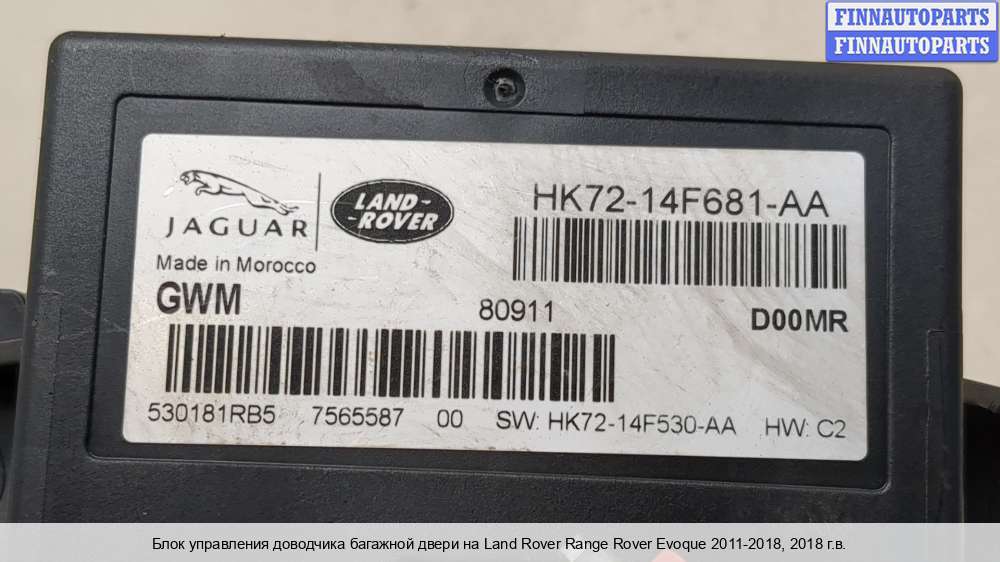 FINNAUTOPARTS
FINNAUTOPARTS
JAGUAR
LAND-
-ROVER
HK72-14F681-AA
Made in Morocco
GWM
80911
D00MR
530181RB5 7565587 00 SW: HK72-14F530-AA HW: C2
Блок управления доводчика багажной двери на Land Rover Range Rover Evoque 2011-2018, 2018 г.в.